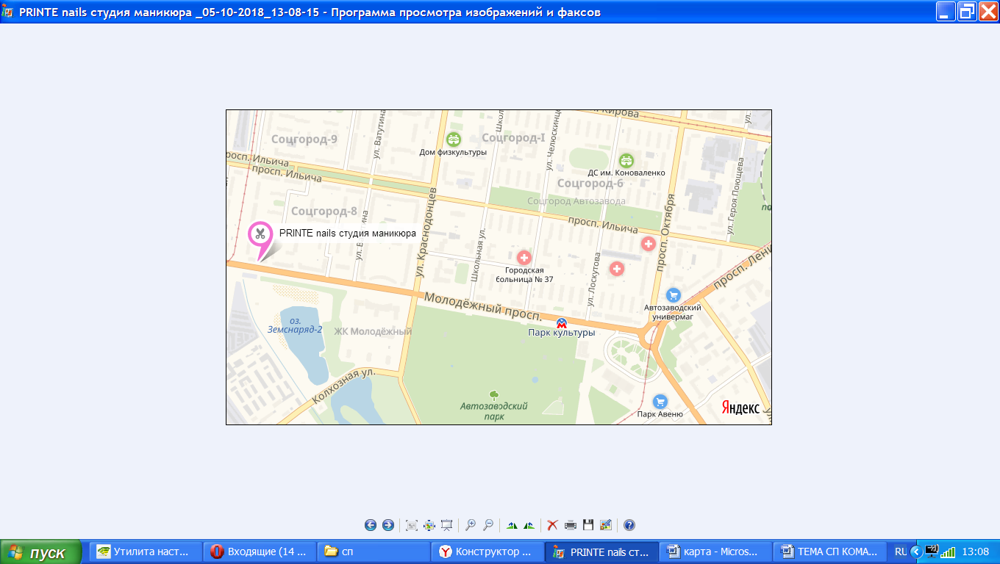 PRINTE nails студия маникюра _05-10-2018_13-08-15 - Программа просмотра изображений и факсов
Кирова
Соцгород-9
ул. Ватутина
Дом физкультуры
Соцгород-I
Школ
ул. Челюскинце
ул.
ДС им. Коноваленко
Соцгород-6
Соцгород Автозавода
просп. Ильича
просп. Ильича
Соцгород-8
PRINTE nails студия маникюра
ул. Краснодонцев
Школьная ул.
просп. Ильича
просп. Октября
ул. Героя Поющева
просп. Лени
Городская
больница № 37
ул. Лоскутова
Автозаводский
универмаг
Молодёжный просп.
Парк культуры
оз.
Земснаряд-2
ЖК Молодёжный
Колхозная ул.
Автозаводский
парк
Парк Авеню
Яндекс
пуск
Утилита наст...
Входящие (14 ...
сп
Конструктор ...
PRINTE nails ст...
карта - Micros...
ТЕМА СП КОМА...
RU
13:08